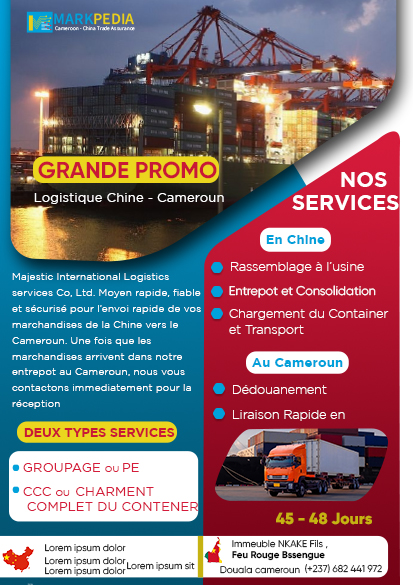 MARKPEDIA
Cameroon - China Trade Assurance
GRANDE PROMO
Logistique Chine - Cameroun
Majestic International Logistics
services Co, Ltd. Moyen rapide, fiable
et sécurisé pour l'envoi rapide de vos
marchandises de la Chine vers le
Cameroun. Une fois que les
marchandises arrivent dans notre
entrepot au Cameroun, nous vous
contactons immediatement pour la
réception
DEUX TYPES SERVICES
GROUPAGE ou PE
CCC ou CHARMENT
COMPLET DU CONTENER
NOS
SERVICES
En Chine
Rassemblage à l'usine
Entrepot et Consolidation
Chargement du Container
et Transport
Au Cameroun
Dédouanement
Liraison Rapide en
45 - 48 Jours
Lorem ipsum dolor
Lorem ipsum dolor
Lorem ipsum dolor
Lorem ipsum sit
Immeuble NKAKE Fils ,
Feu Rouge Bssengue
Douala cameroun (+237) 682 441 972